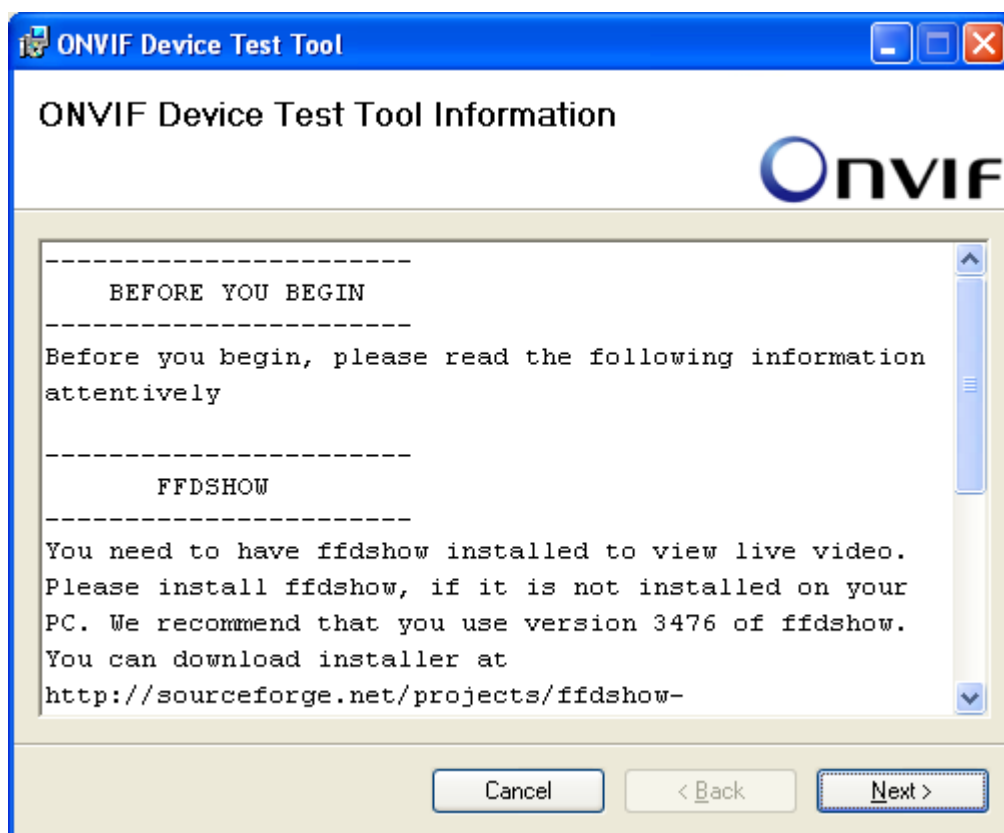 ONVIF Device Test Tool
ONVIF Device Test Tool Information
ONVIF
-----------------------
BEFORE YOU BEGIN
-----------------------
Before you begin, please read the following information
attentively
-----------------------
FFDSHOW
-----------------------
You need to have ffdshow installed to view live video.
Please install ffdshow, if it is not installed on your
PC. We recommend that you use version 3476 of ffdshow.
You can download installer at
http://sourceforge.net/projects/ffdshow-
Cancel
< Back
Next >